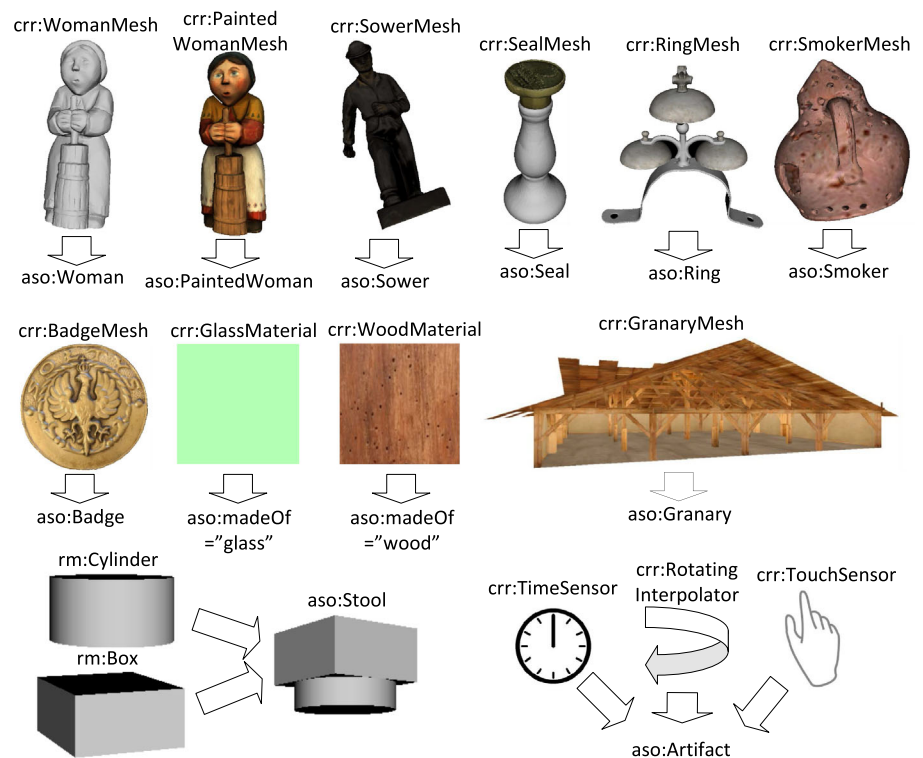 crr:WomanMesh
crr:Painted
WomanMesh
crr:SowerMesh
crr:SealMesh
crr:RingMesh
crr:SmokerMesh
aso:Woman
aso:PaintedWoman
aso:Sower
aso:Seal
aso:Ring
aso:Smoker
crr:BadgeMesh
crr:GlassMaterial
crr:WoodMaterial
crr:GranaryMesh
aso:Badge
aso:madeOf
="glass"
aso:madeOf
="wood"
aso:Granary
rm:Cylinder
rm:Box
aso:Stool
crr:TimeSensor
crr:Rotating
Interpolator
crr:TouchSensor
aso:Artifact